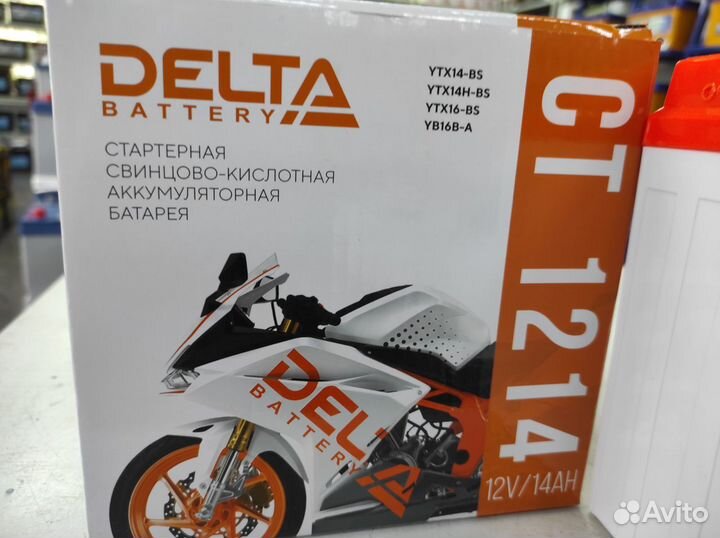 DELTA
BATTERY
YTX14-BS
YTX14H-BS
YTX16-BS
YB16B-A
СТАРТЕРНАЯ
СВИНЦОВО-КИСЛОТНАЯ
АККУМУЛЯТОРНАЯ
БАТАРЕЯ
CT 1214
12V/14AH
DELTA
BATTERY
Avito